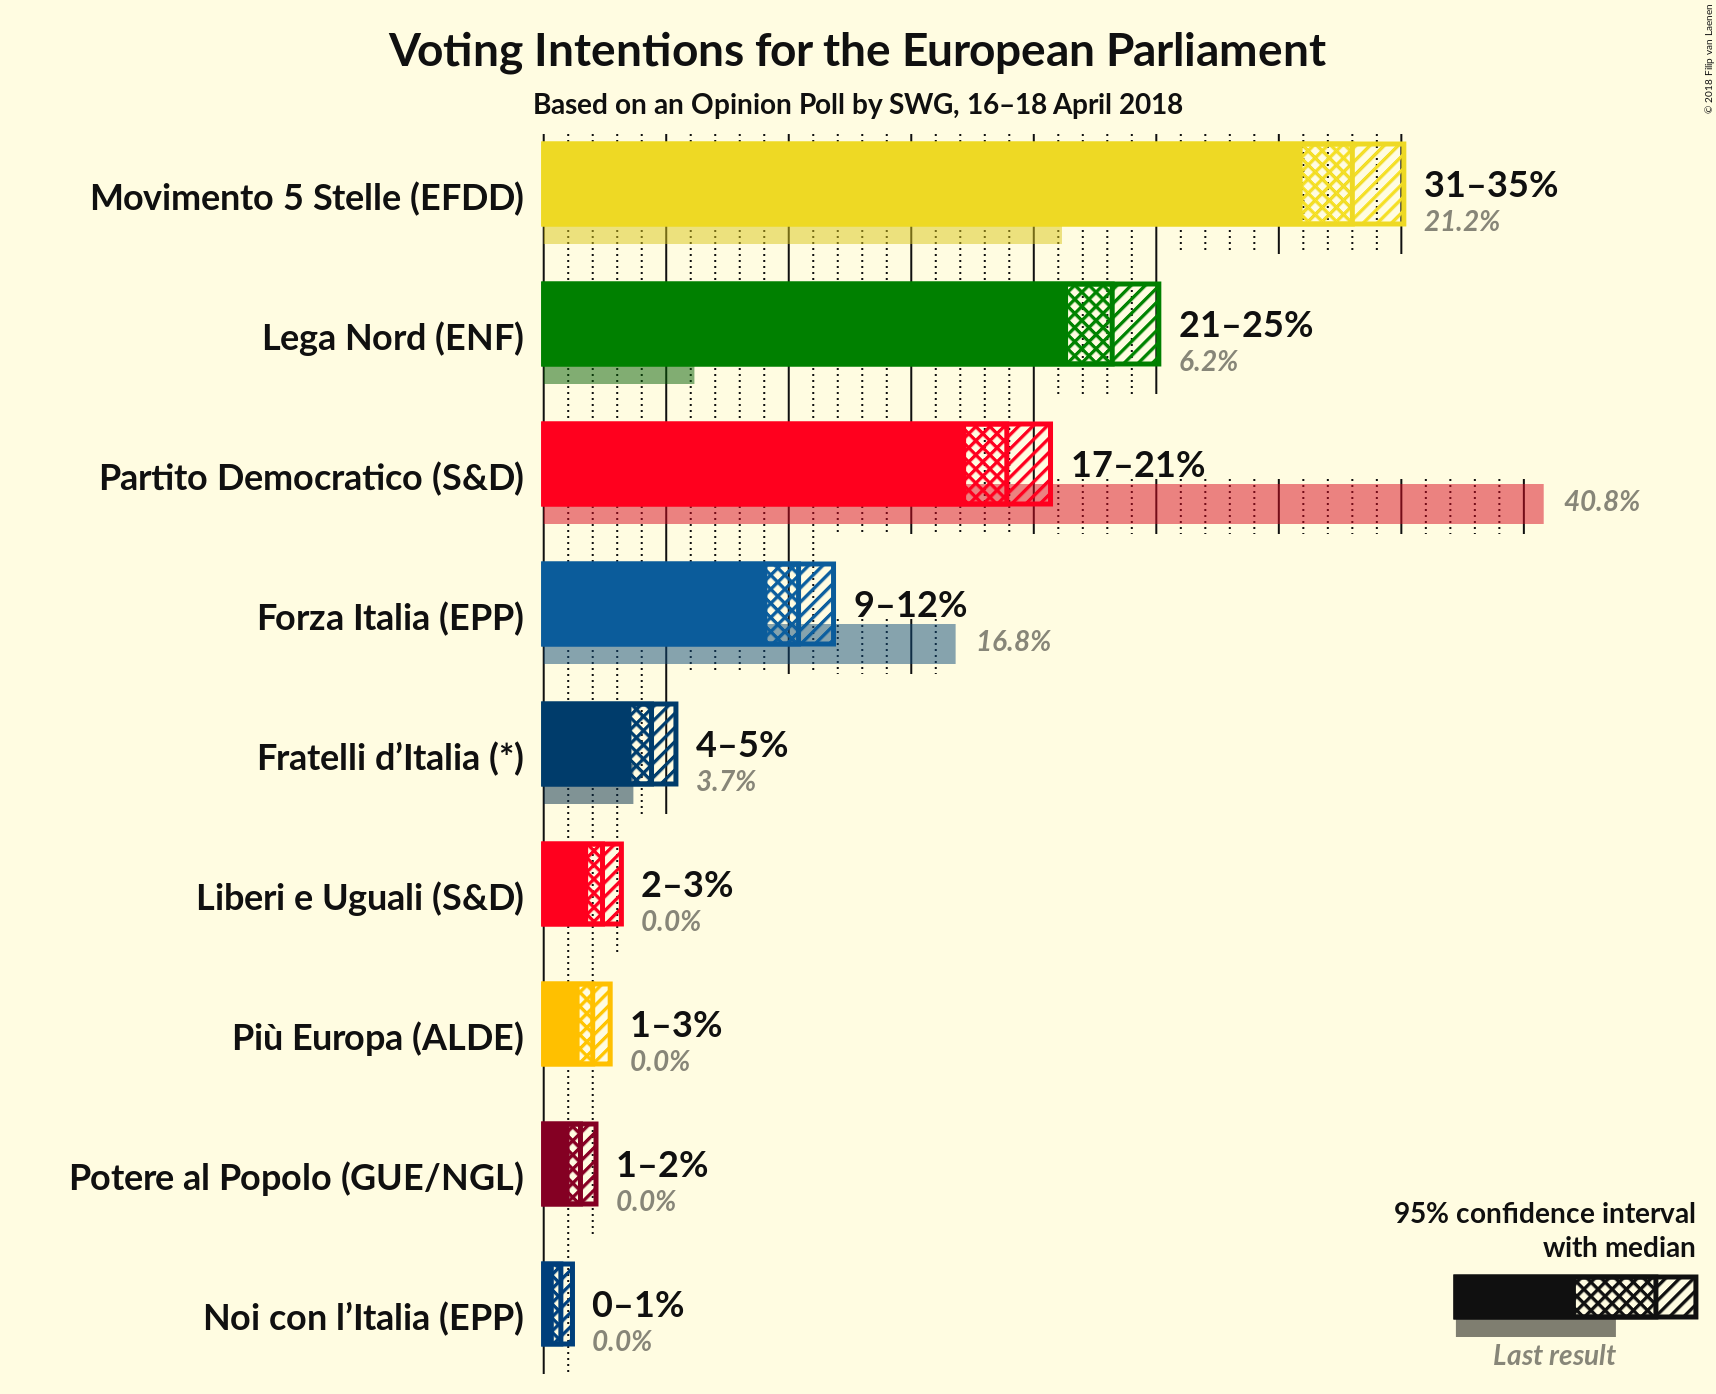 Voting Intentions for the European Parliament
Based on an Opinion Poll by SWG, 16–18 April 2018
© 2018 Filip van Laenen
Movimento 5 Stelle (EFDD)
31–35%
21.2%
Lega Nord (ENF)
21–25%
6.2%
Partito Democratico (S&D)
17–21%
40.8%
Forza Italia (EPP)
9–12%
16.8%
Fratelli d’Italia (*)
4–5%
3.7%
Liberi e Uguali (S&D)
2–3%
0.0%
Più Europa (ALDE)
1–3%
0.0%
Potere al Popolo (GUE/NGL)
1–2%
0.0%
Noi con l’Italia (EPP)
0–1%
0.0%
95% confidence interval
with median
Last result